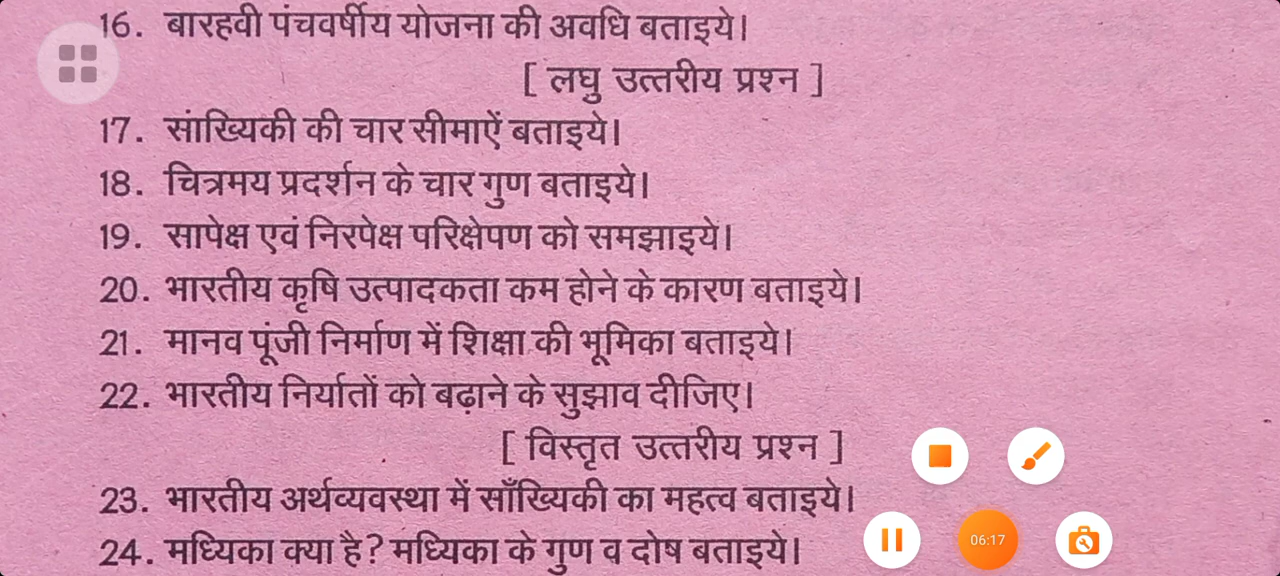 16. बारहवी पंचवर्षीय योजना की अवधि बताइये।
[ लघु उत्तरीय प्रश्न ]
17. सांख्यिकी की चार सीमाऐं बताइये।
18. चित्रमय प्रदर्शन के चार गुण बताइये।
19. सापेक्ष एवं निरपेक्ष परिक्षेपण को समझाइये।
20. भारतीय कृषि उत्पादकता कम होने के कारण बताइये।
21. मानव पूंजी निर्माण में शिक्षा की भूमिका बताइये।
22. भारतीय निर्यातों को बढ़ाने के सुझाव दीजिए।
[ विस्तृत उत्तरीय प्रश्न ]
23. भारतीय अर्थव्यवस्था में साँख्यिकी का महत्व बताइये।
24. मध्यिका क्या है? मध्यिका के गुण व दोष बताइये।
06:17